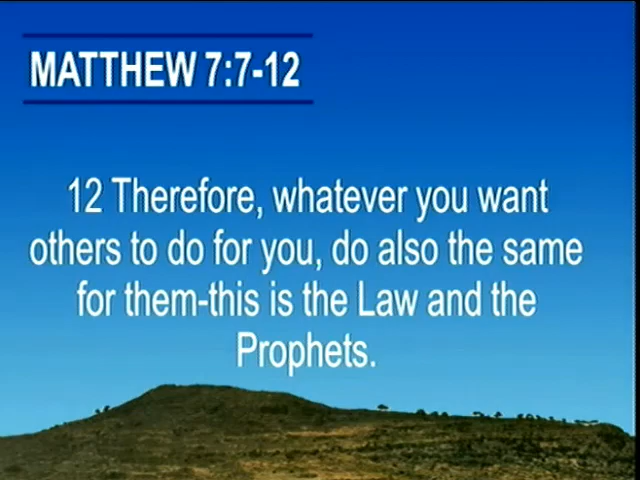 MATTHEW 7:7-12
12 Therefore, whatever you want
others to do for you, do also the same
for them-this is the Law and the
Prophets.